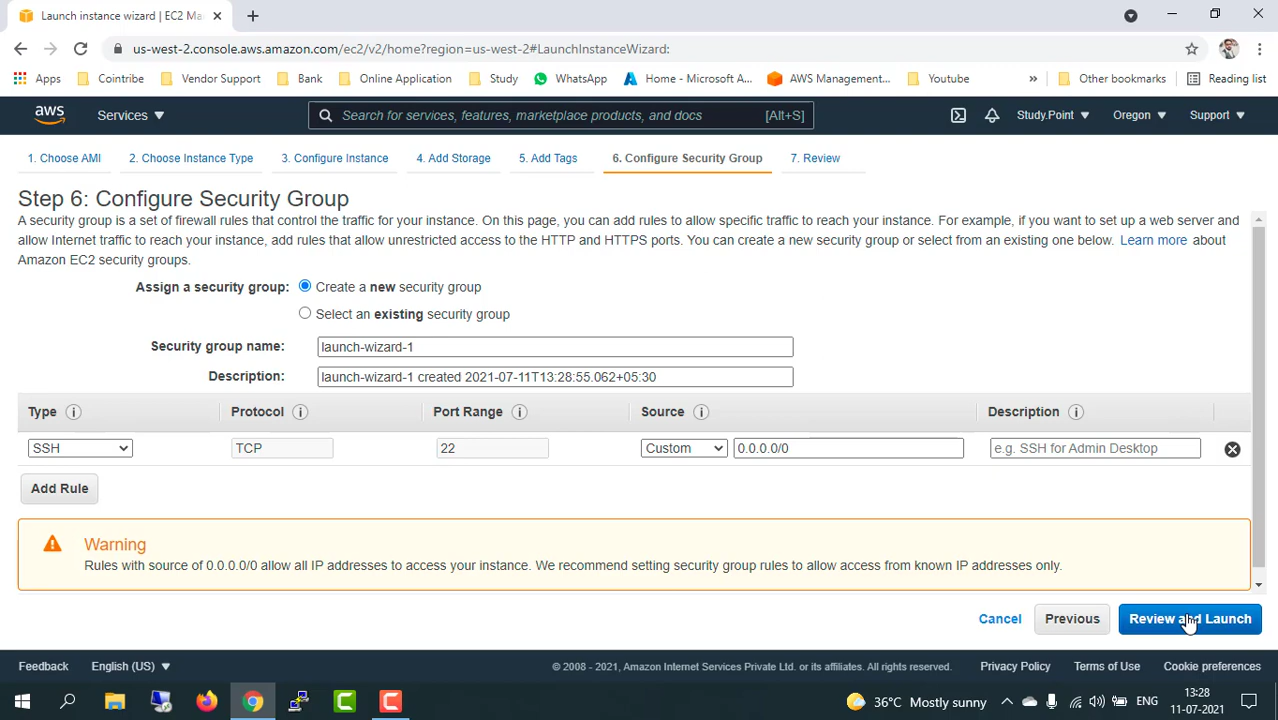 Launch instance wizard | EC2 Ma
us-west-2.console.aws.amazon.com/ec2/v2/home?region=us-west-2#LaunchInstanceWizard:
Apps Cointribe Vendor Support Bank Online Application Study WhatsApp Home - Microsoft A... AWS Management... Youtube » Other bookmarks Reading list
aws Services Search for services, features, marketplace products, and docs [Alt+S] Study.Point Oregon Support
1. Choose AMI 2. Choose Instance Type 3. Configure Instance 4. Add Storage 5. Add Tags 6. Configure Security Group 7. Review
Step 6: Configure Security Group
A security group is a set of firewall rules that control the traffic for your instance. On this page, you can add rules to allow specific traffic to reach your instance. For example, if you want to set up a web server and
allow Internet traffic to reach your instance, add rules that allow unrestricted access to the HTTP and HTTPS ports. You can create a new security group or select from an existing one below. Learn more about
Amazon EC2 security groups.
Assign a security group: Create a new security group
Select an existing security group
Security group name: launch-wizard-1
Description: launch-wizard-1 created 2021-07-11T13:28:55.062+05:30
Type i Protocol i Port Range i Source i Description i
SSH TCP 22 Custom 0.0.0.0/0 e.g. SSH for Admin Desktop
Add Rule
Warning
Rules with source of 0.0.0.0/0 allow all IP addresses to access your instance. We recommend setting security group rules to allow access from known IP addresses only.
Cancel Previous Review and Launch
Feedback English (US) © 2008 - 2021, Amazon Internet Services Private Ltd. or its affiliates. All rights reserved. Privacy Policy Terms of Use Cookie preferences
36°C Mostly sunny ENG 13:28
11-07-2021